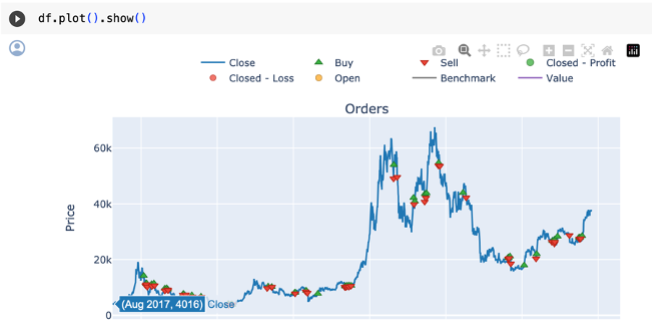 df.plot().show()
Close Buy Sell Closed - Profit
Closed - Loss Open Benchmark Value
Orders
60k
40k
20k
0
Price
(Aug 2017, 4016) Close